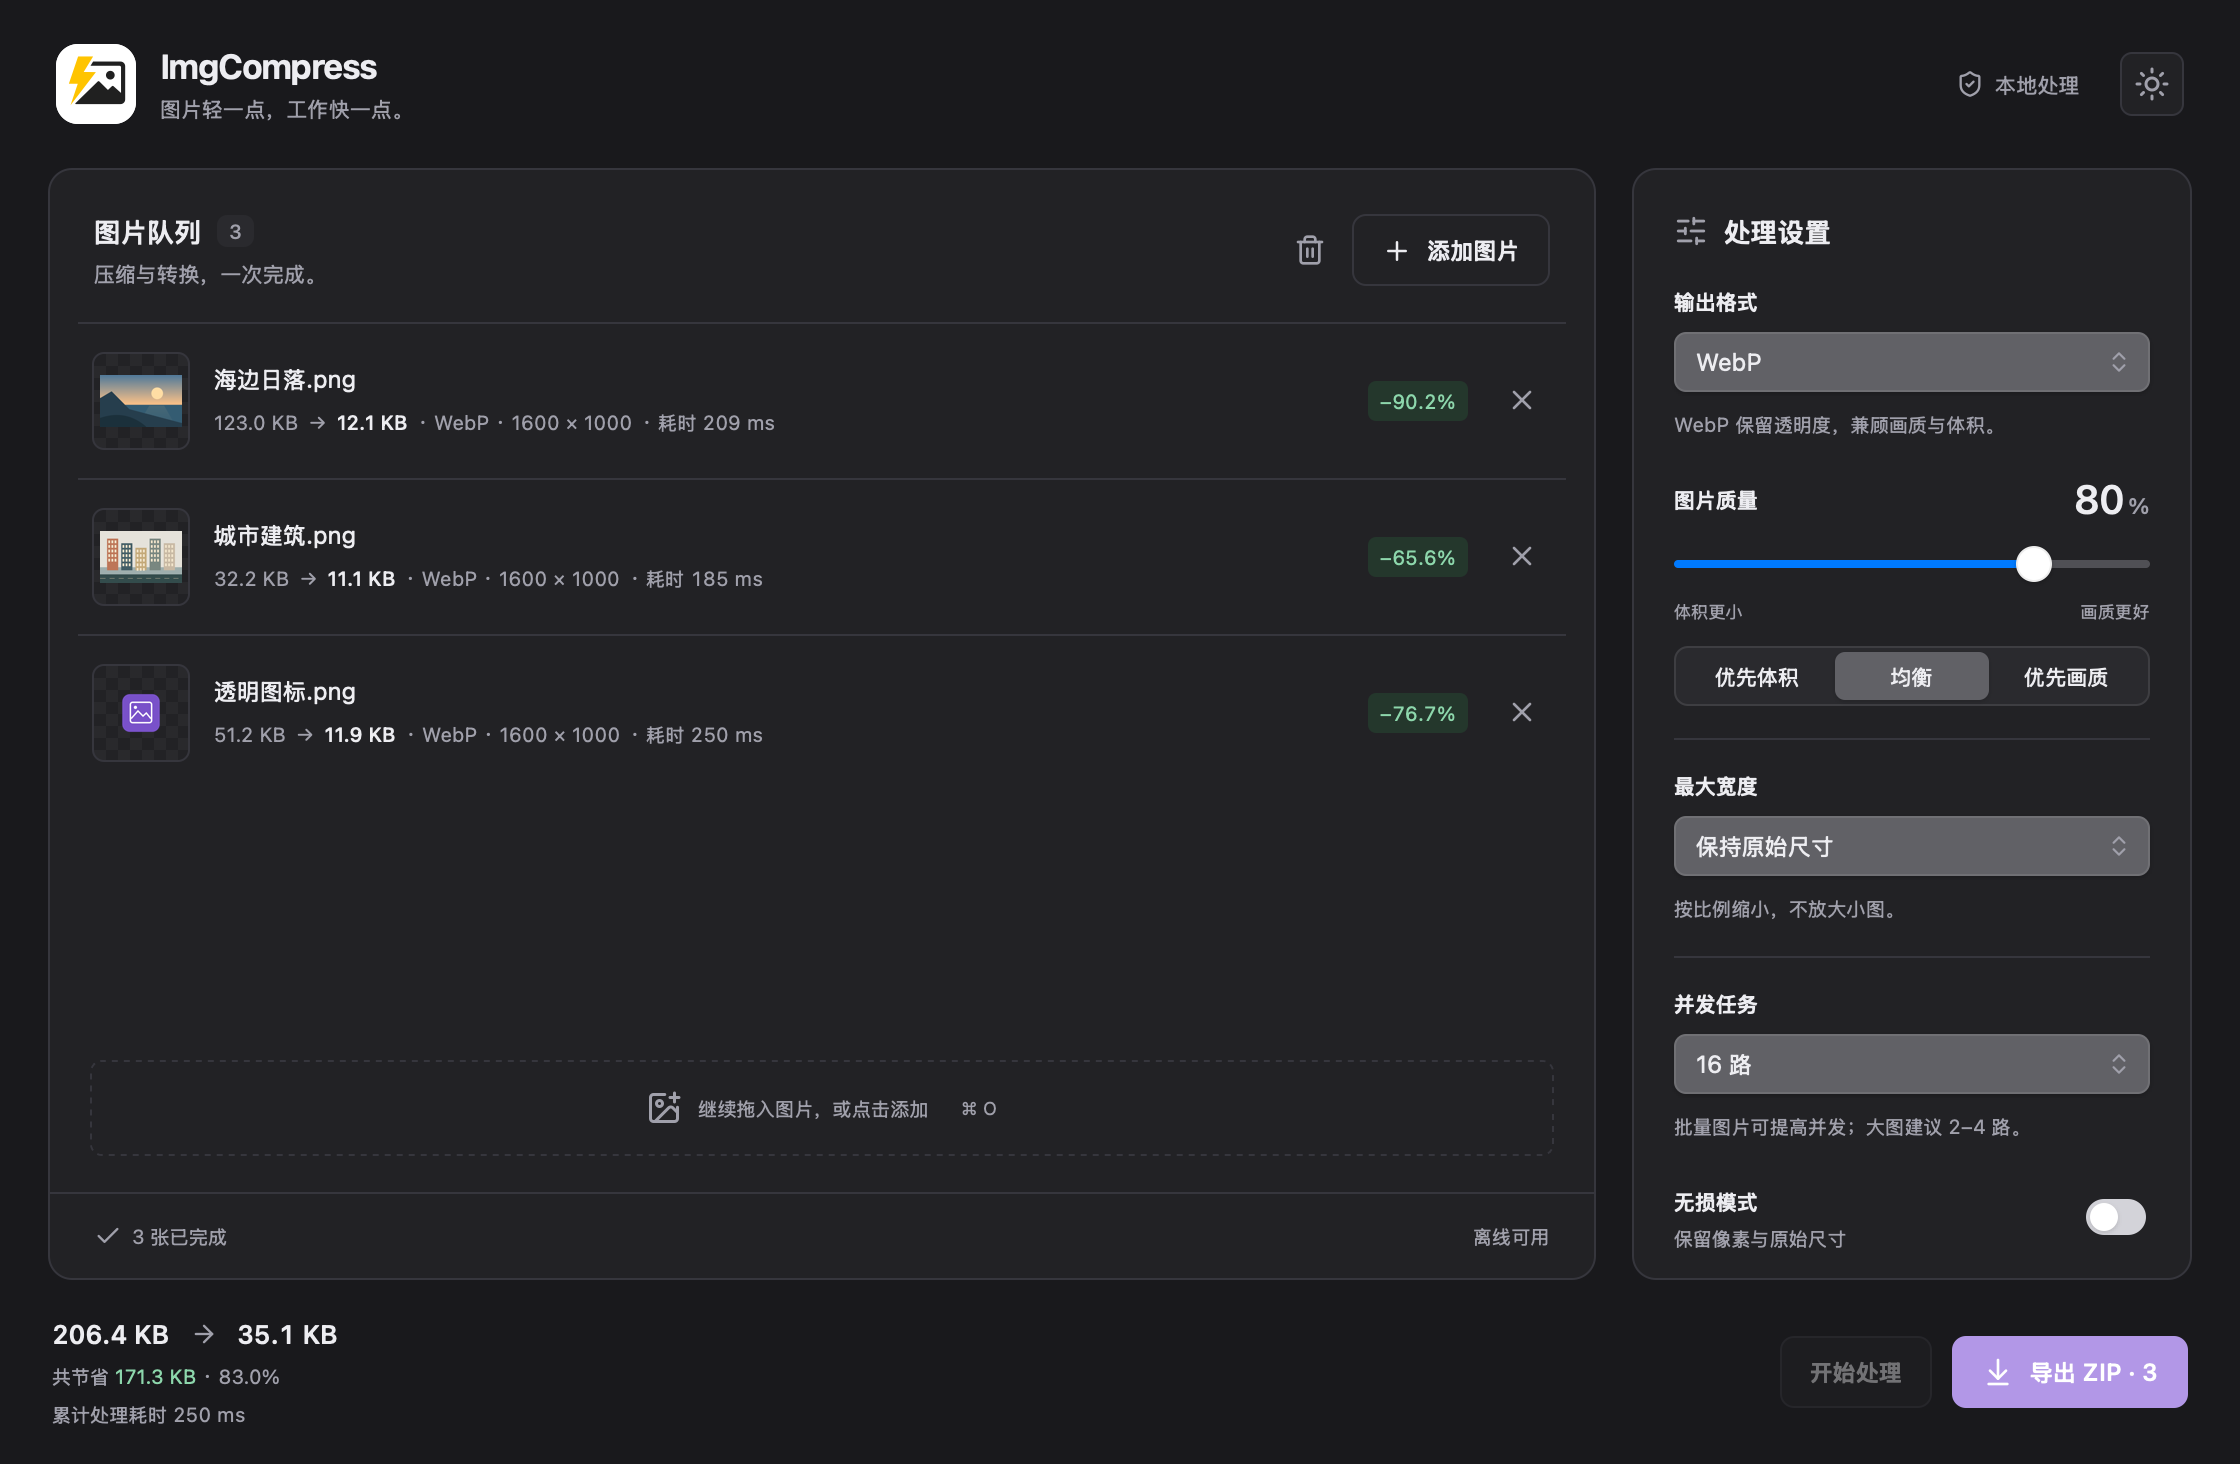 ImgCompress
图片轻一点，工作快一点。
本地处理
图片队列 3
压缩与转换，一次完成。
添加图片
海边日落.png
123.0 KB → 12.1 KB · WebP · 1600 × 1000 · 耗时 209 ms
−90.2%
城市建筑.png
32.2 KB → 11.1 KB · WebP · 1600 × 1000 · 耗时 185 ms
−65.6%
透明图标.png
51.2 KB → 11.9 KB · WebP · 1600 × 1000 · 耗时 250 ms
−76.7%
继续拖入图片，或点击添加 ⌘ O
3 张已完成
离线可用
处理设置
输出格式
WebP
WebP 保留透明度，兼顾画质与体积。
图片质量 80 %
体积更小 画质更好
优先体积 均衡 优先画质
最大宽度
保持原始尺寸
按比例缩小，不放大小图。
并发任务
16 路
批量图片可提高并发；大图建议 2–4 路。
无损模式
保留像素与原始尺寸
206.4 KB → 35.1 KB
共节省 171.3 KB · 83.0%
累计处理耗时 250 ms
开始处理
导出 ZIP · 3